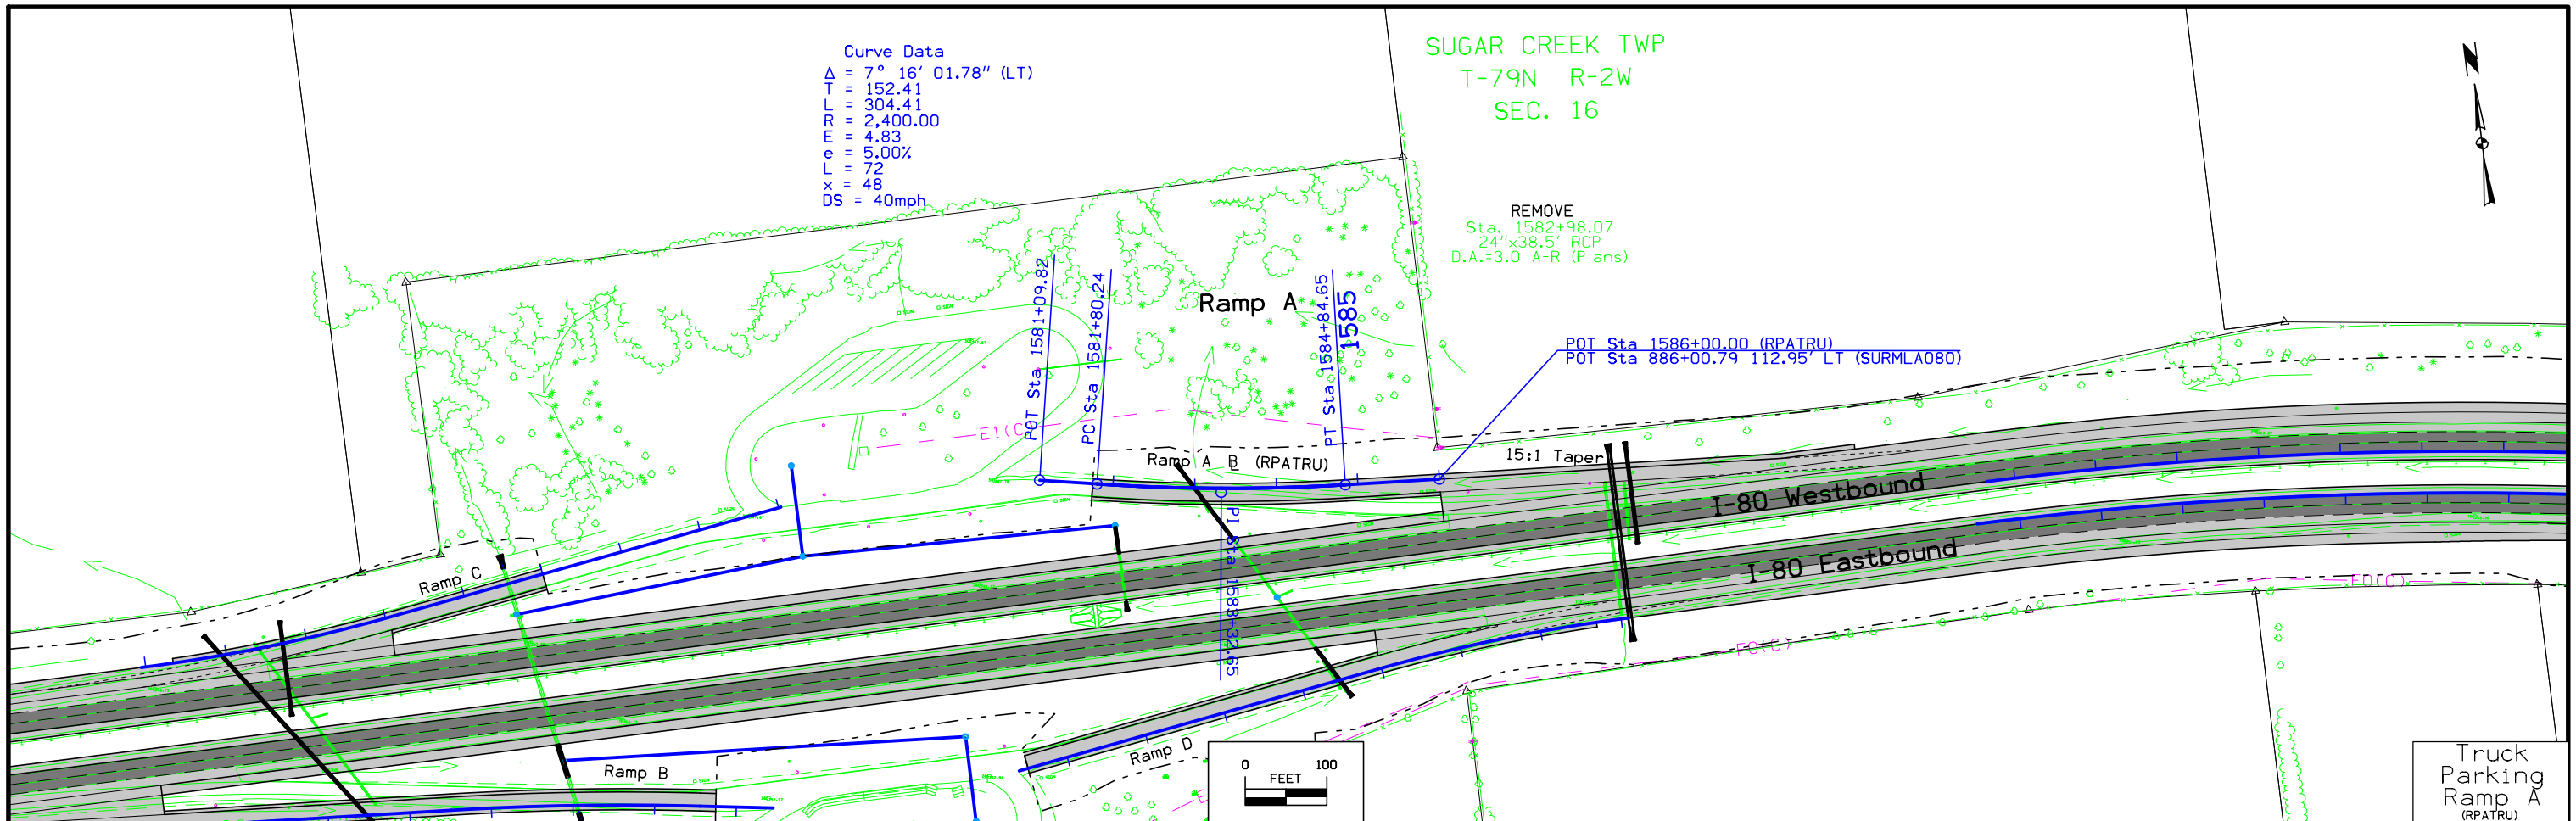 Curve Data
Δ = 7° 16' 01.78" (LT)
T = 152.41
L = 304.41
R = 2,400.00
E = 4.83
e = 5.00%
L = 72
x = 48
DS = 40mph
SUGAR CREEK TWP
T-79N R-2W
SEC. 16
REMOVE
Sta. 1582+98.07
24"x38.5' RCP
D.A.=3.0 A-R (Plans)
Ramp A
POT Sta 1581+09.82
PC Sta 1581+80.24
PT Sta 1584+84.65
1585
POT Sta 1586+00.00 (RPATRU)
POT Sta 886+00.79 112.95' LT (SURMLA080)
E1(C)
Ramp A
(RPATRU)
15:1 Taper
PI Sta 1583+32.65
I-80 Westbound
I-80 Eastbound
Ramp C
FO(C)
FO(C)
Ramp B
Ramp D
0 100
FEET
Truck
Parking
Ramp A
(RPATRU)